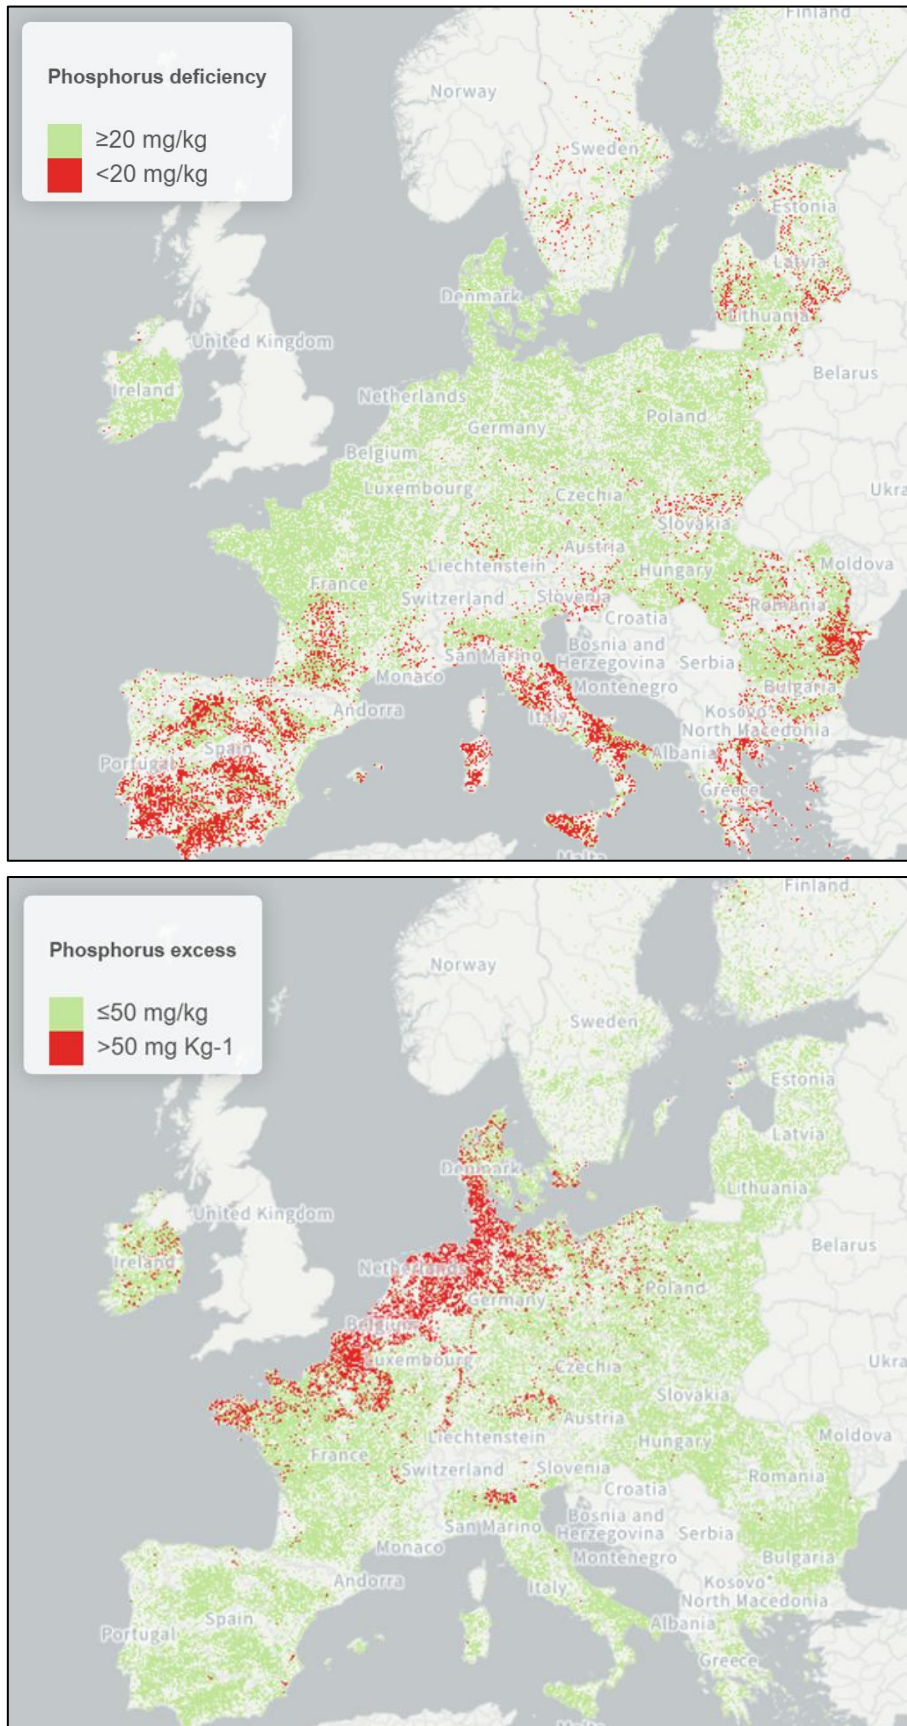 Phosphorus deficiency
≥20 mg/kg
<20 mg/kg
Finland
Norway
Sweden
Estonia
Latvia
Denmark
Lithuania
United Kingdom
Ireland
Belarus
Netherlands
Poland
Germany
Belgium
Luxembourg
Czechia
Ukra
Slovakia
Austria
Liechtenstein
Hungary
Moldova
France
Switzerland
Slovenia
Romania
Croatia
San Marino
Bosnia and
Herzegovina
Serbia
Monaco
Montenegro
Bulgaria
Andorra
Kosovo*
Italy
North Macedonia
Portugal
Spain
Albania
Greece
Malta
Phosphorus excess
≤50 mg/kg
>50 mg Kg-1
Finland
Norway
Sweden
Estonia
Latvia
Denmark
Lithuania
United Kingdom
Ireland
Belarus
Netherlands
Poland
Germany
Belgium
Luxembourg
Czechia
Ukra
Slovakia
Austria
Liechtenstein
Hungary
Moldova
France
Switzerland
Slovenia
Romania
Croatia
San Marino
Bosnia and
Herzegovina
Serbia
Monaco
Montenegro
Bulgaria
Andorra
Kosovo*
Italy
North Macedonia
Portugal
Spain
Albania
Greece
Malta